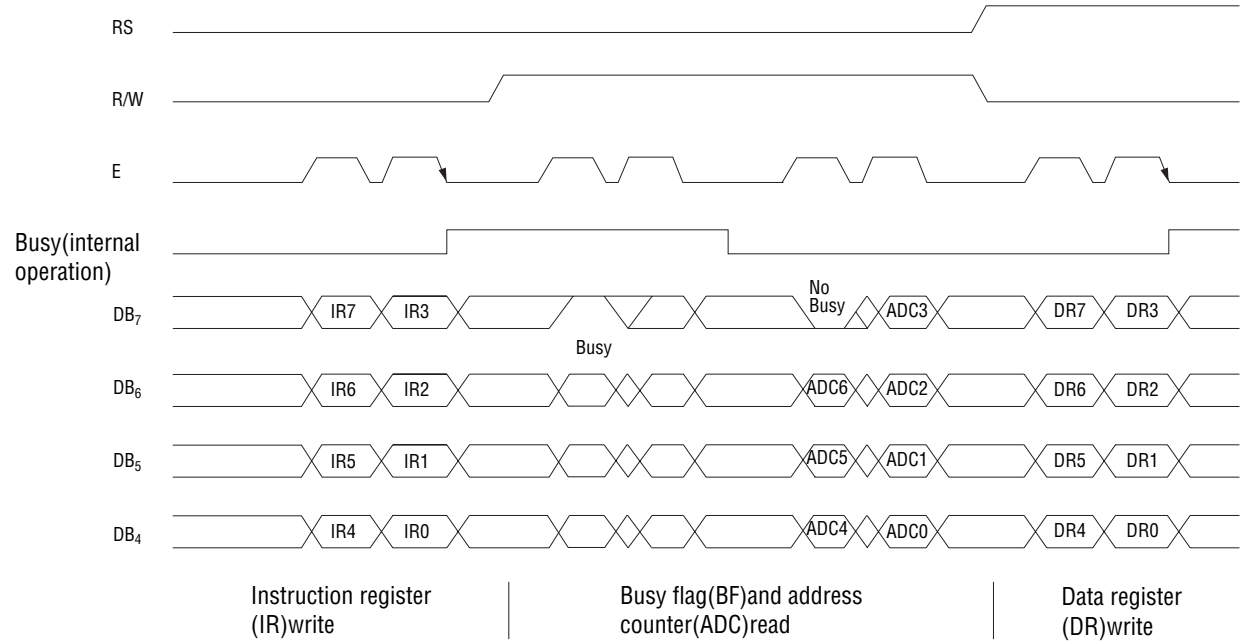 RS
R/W
E
Busy(internal
operation)
DB7 IR7 IR3 No
Busy ADC3 DR7 DR3
Busy
DB6 IR6 IR2 ADC6 ADC2 DR6 DR2
DB5 IR5 IR1 ADC5 ADC1 DR5 DR1
DB4 IR4 IR0 ADC4 ADC0 DR4 DR0
Instruction register
(IR)write
Busy flag(BF)and address
counter(ADC)read
Data register
(DR)write